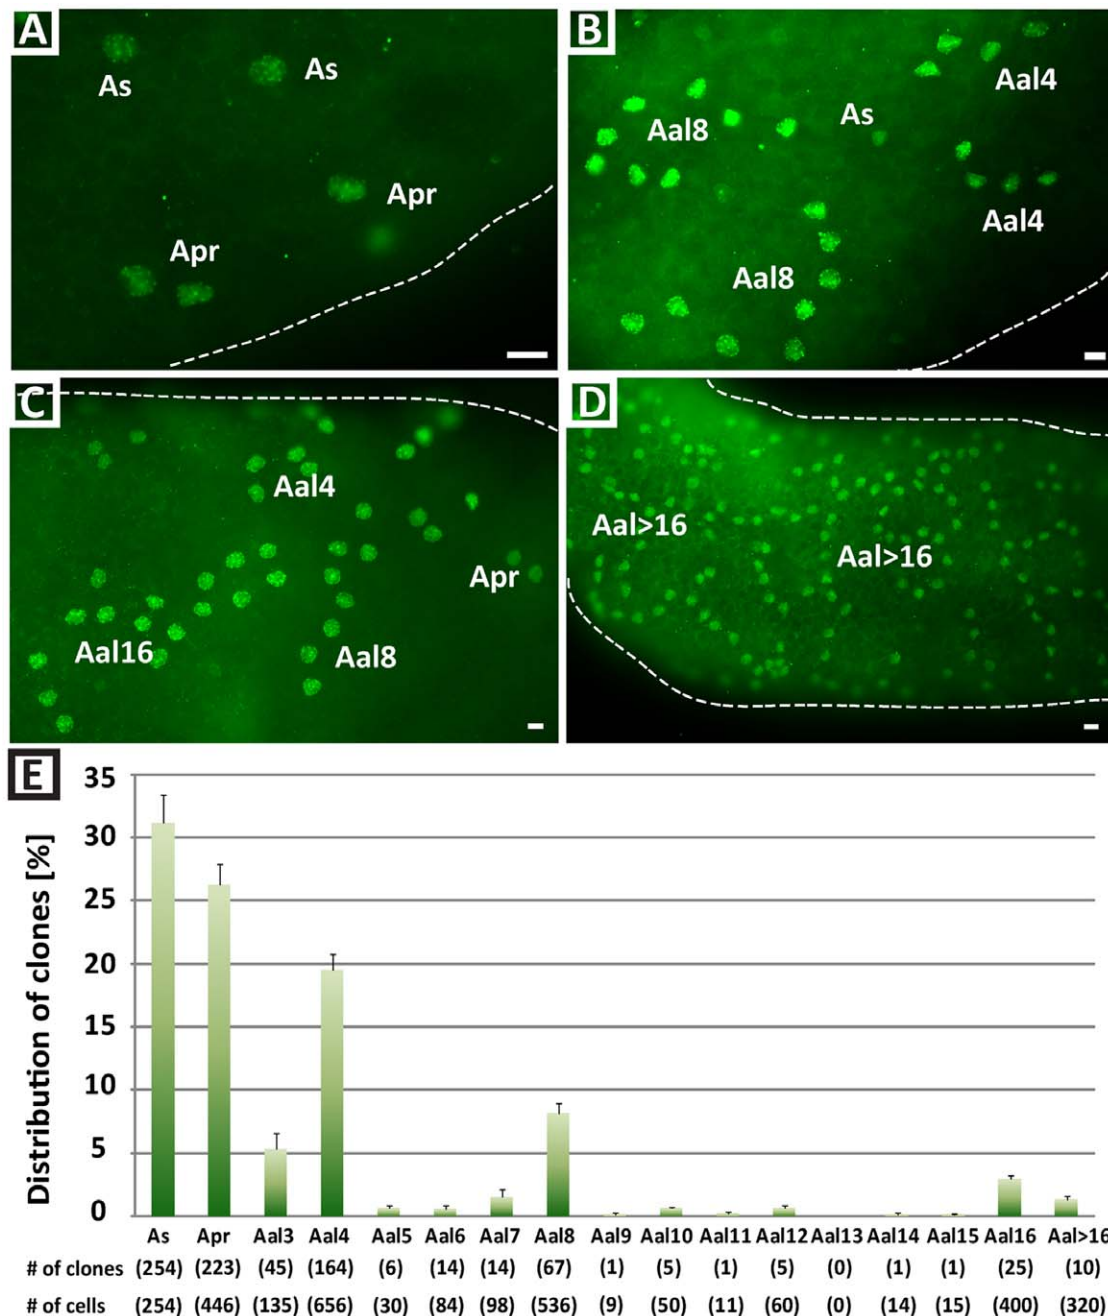 A
As
As
Apr
Apr
B
Aal4
Aal8
As
Aal4
Aal8
C
Aal4
Apr
Aal16
Aal8
D
Aal>16
Aal>16
E
Distribution of clones [%]
35
30
25
20
15
10
5
0
As Apr Aal3 Aal4 Aal5 Aal6 Aal7 Aal8 Aal9 Aal10 Aal11 Aal12 Aal13 Aal14 Aal15 Aal16 Aal>16
# of clones (254) (223) (45) (164) (6) (14) (14) (67) (1) (5) (1) (5) (0) (1) (1) (25) (10)
# of cells (254) (446) (135) (656) (30) (84) (98) (536) (9) (50) (11) (60) (0) (14) (15) (400) (320)